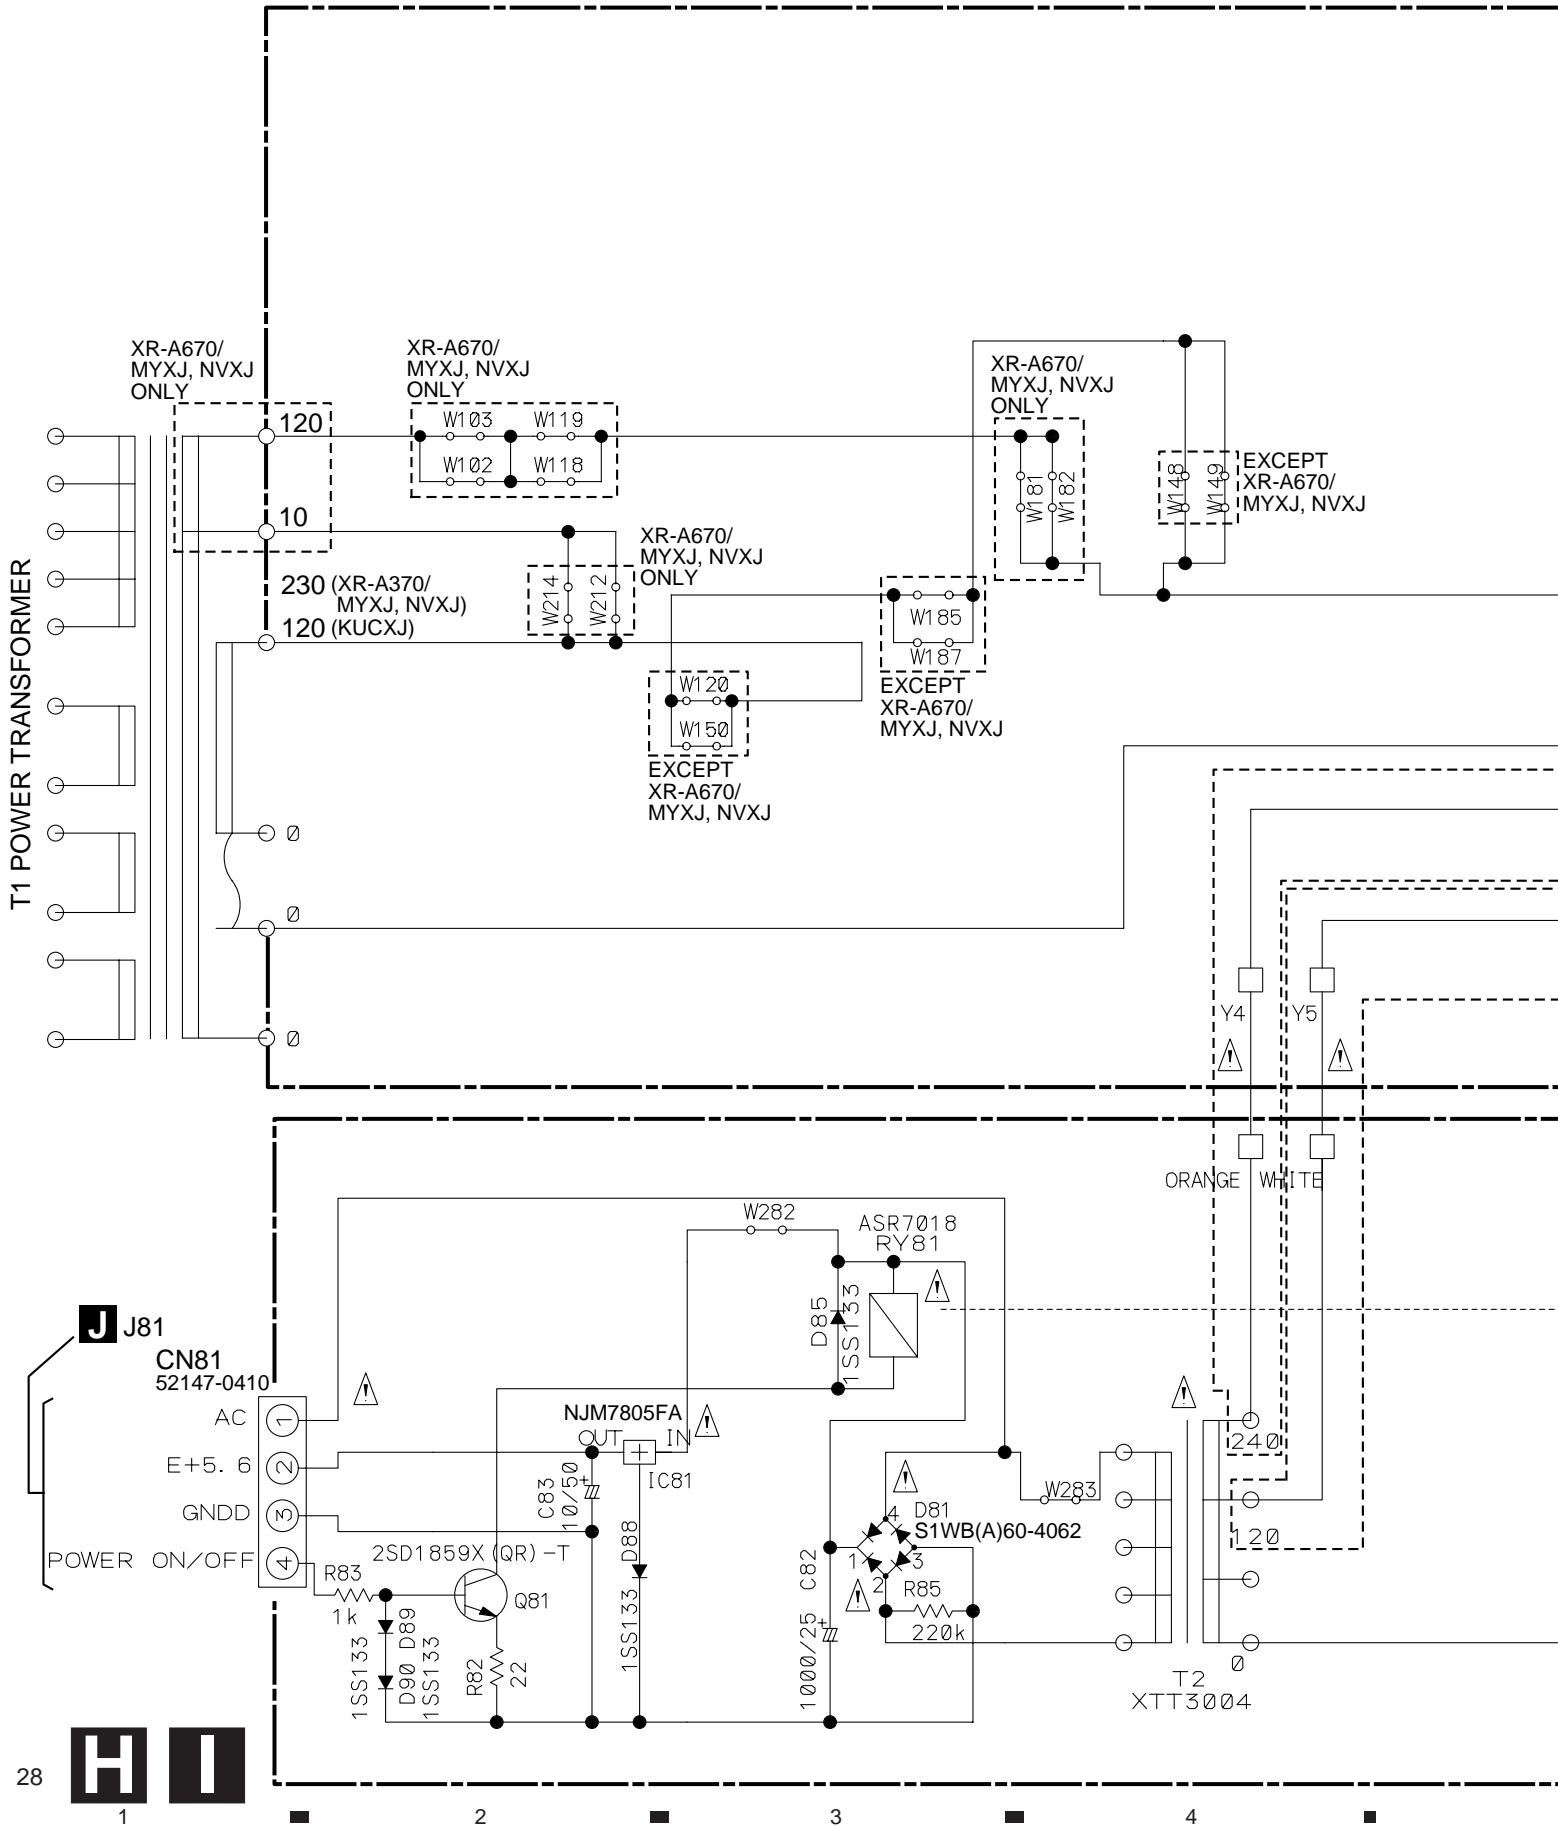 XR-A670/
MYXJ, NVXJ
ONLY
XR-A670/
MYXJ, NVXJ
ONLY
XR-A670/
MYXJ, NVXJ
ONLY
120
W103
W119
W102
W118
W181
W182
W148
W149
EXCEPT
XR-A670/
MYXJ, NVXJ
10
XR-A670/
MYXJ, NVXJ
ONLY
T1 POWER TRANSFORMER
230 (XR-A370/
MYXJ, NVXJ)
120 (KUCXJ)
W214
W212
W185
W187
EXCEPT
XR-A670/
MYXJ, NVXJ
W120
W150
EXCEPT
XR-A670/
MYXJ, NVXJ
0
0
0
Y4
Y5
!
!
ORANGE
WHITE
W282
ASR7018
RY81
D85
1SS133
!
J J81
CN81
52147-0410
!
AC
1
E+5. 6
2
GNDD
3
POWER ON/OFF
4
NJM7805FA
!
OUT
IN
IC81
C83
10/50
+
D88
1SS133
2SD1859X(QR)-T
Q81
R83
1k
D90 D89
1SS133
1SS133
R82
22
!
4
D81
S1WB(A)60-4062
1
3
2
!
R85
220k
C82
1000/25
+
W283
!
240
120
0
T2
XTT3004
28
H I
1
2
3
4